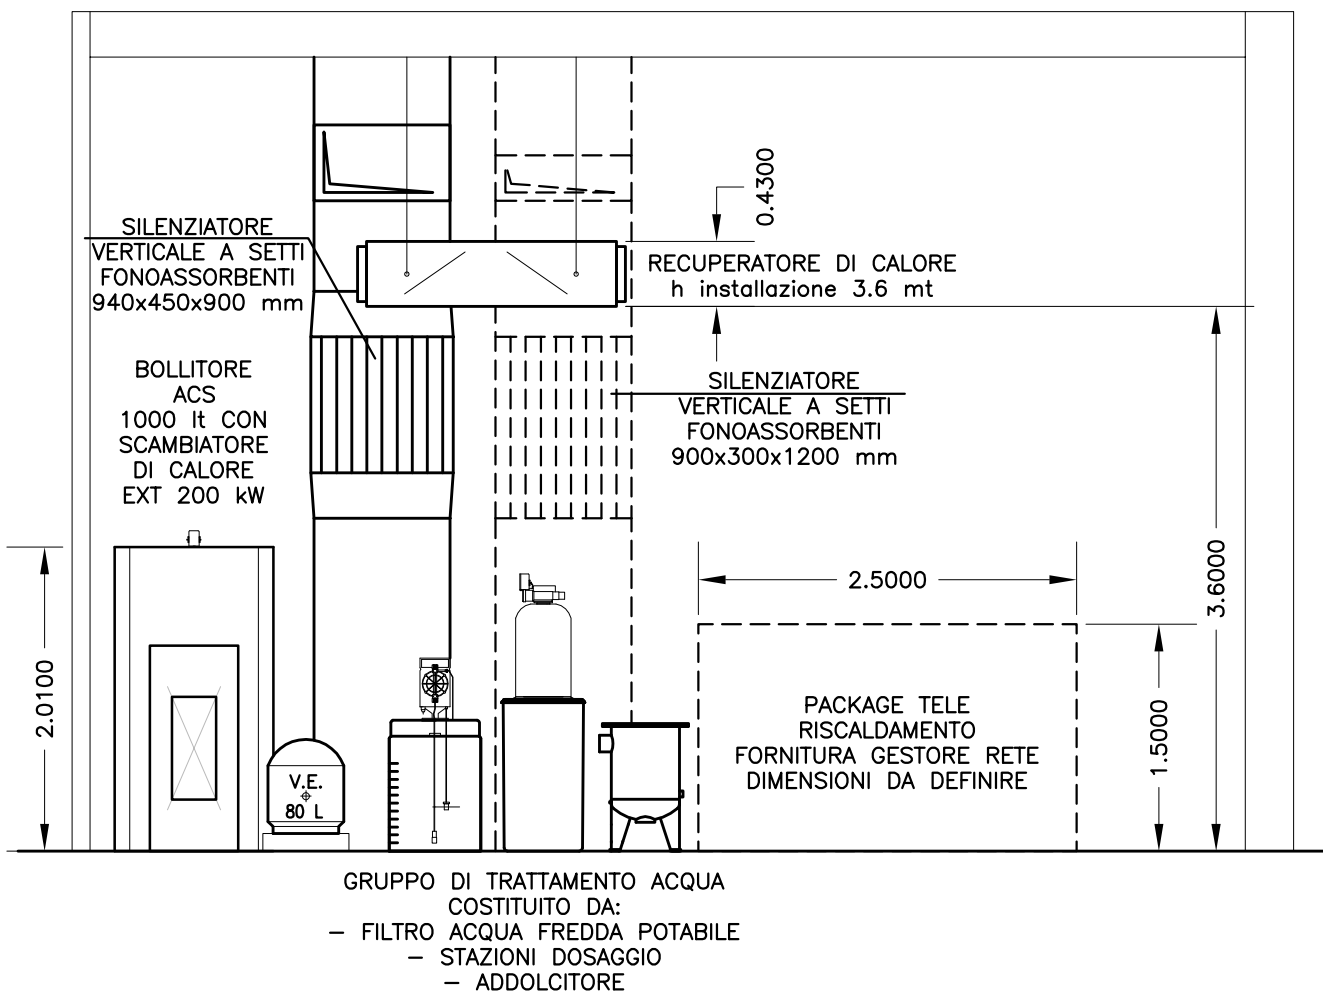 0.4300
SILENZIATORE
VERTICALE A SETTI
FONOASSORBENTI
940x450x900 mm
RECUPERATORE DI CALORE
h installazione 3.6 mt
BOLLITORE
ACS
1000 lt CON
SCAMBIATORE
DI CALORE
EXT 200 kW
SILENZIATORE
VERTICALE A SETTI
FONOASSORBENTI
900x300x1200 mm
2.5000
3.6000
2.0100
1.5000
PACKAGE TELE
RISCALDAMENTO
FORNITURA GESTORE RETE
DIMENSIONI DA DEFINIRE
V.E.
80 L
GRUPPO DI TRATTAMENTO ACQUA
COSTITUITO DA:
– FILTRO ACQUA FREDDA POTABILE
– STAZIONI DOSAGGIO
– ADDOLCITORE